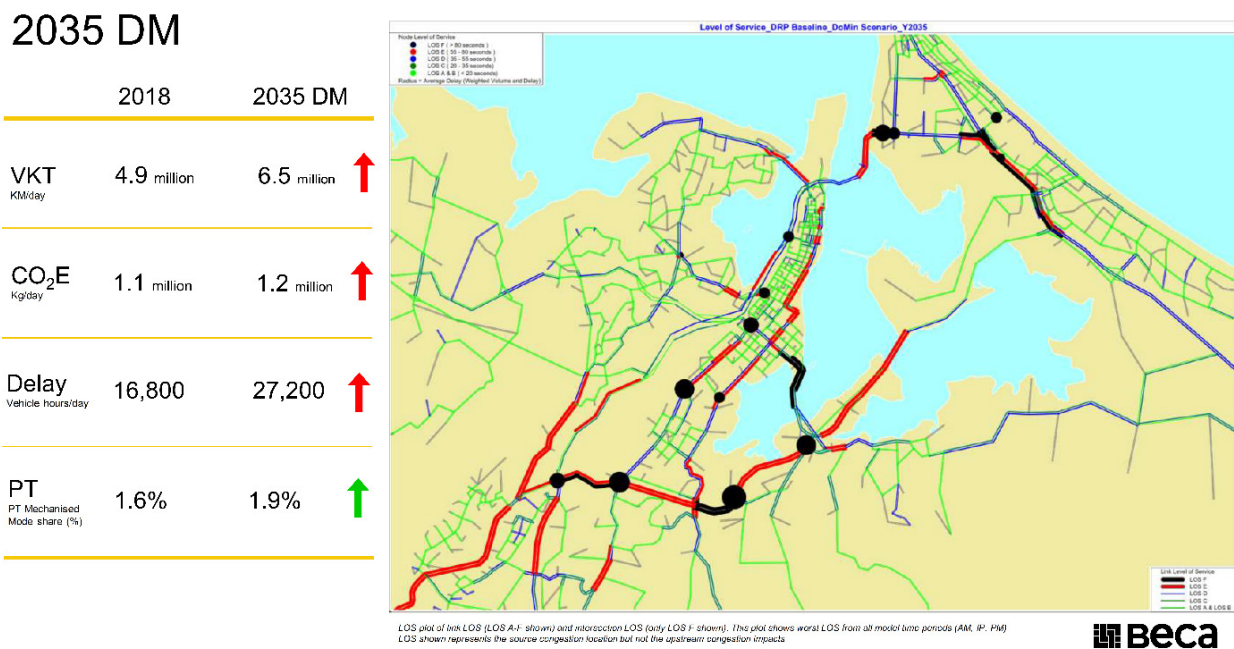 2035 DM
2018 2035 DM
VKT
KM/day
4.9 million 6.5 million
CO₂E
Kg/day
1.1 million 1.2 million
Delay
Vehicle hours/day
16,800 27,200
PT
PT Mechanised
Mode share (%)
1.6% 1.9%
Level of Service_DRP Baseline_DoMin Scenario_Y2035
Node Level of Service
LOS F ( > 80 seconds )
LOS E ( 55 - 80 seconds )
LOS D ( 35 - 55 seconds )
LOS C ( 20 - 35 seconds)
LOS A & B ( < 20 seconds)
Radius = Average Delay (Weighted Volume and Delay)
Link Level of Service
LOS F
LOS E
LOS D
LOS C
LOS A & LOS B
LOS plot of link LOS (LOS A-F shown) and intersection LOS (only LOS F shown). This plot shows worst LOS from all model time periods (AM, IP, PM)
LOS shown represents the source congestion location but not the upstream congestion impacts
Beca